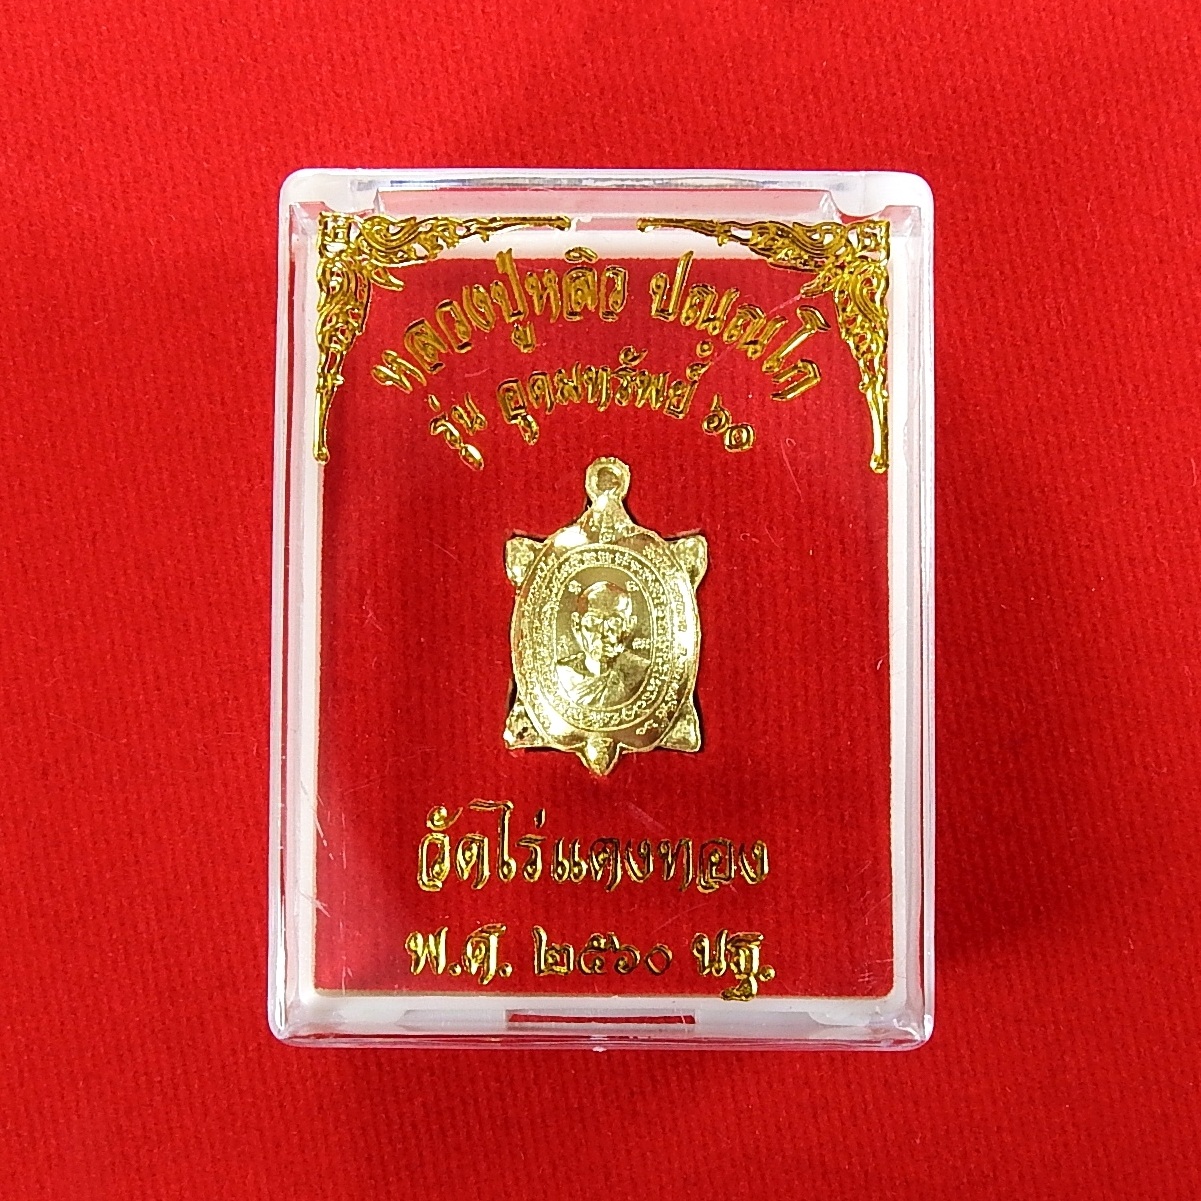 หลวงปู่หลิว ปณฺณโก
รุ่น อุดมทรัพย์ ๖๐
วัดไร่แตงทอง
พ.ศ. ๒๕๖๐ นฐ.